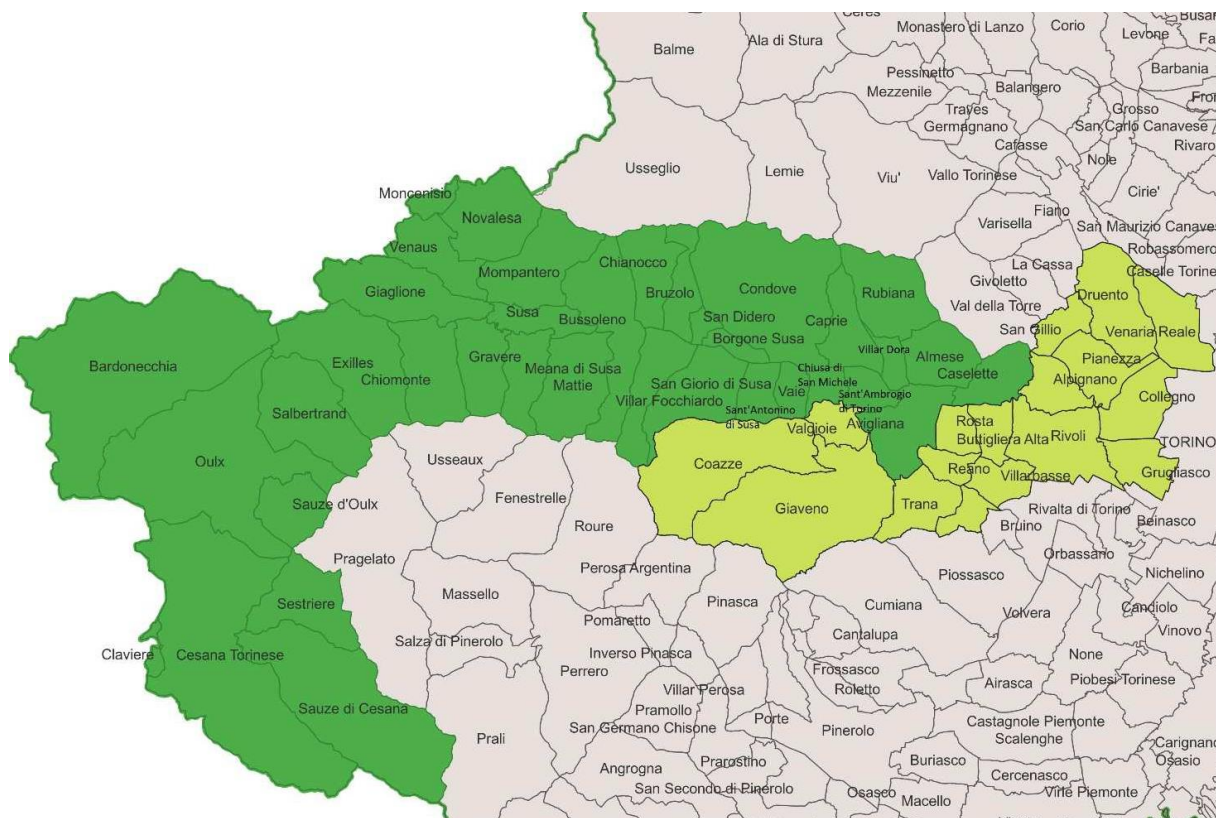 Ceres
Busan
Balme
Ala di Stura
Monastero di Lanzo
Corio
Levone
Fa
Pessinetto
Mezzenile
Balangero
Barbania
Traves
Grosso
Fron
Germagnano
San Carlo Canavese
Cafasse
Rivaro
Usseglio
Lemie
Viu'
Vallo Torinese
Nole
Cirie'
Moncenisio
Novalesa
Varisella
Fiano
San Maurizio Canaves
Venaus
Robassomero
La Cassa
Caselle Torine
Mompantero
Chianocco
Giaglione
Bruzolo
Condove
Rubiana
Givoletto
Val della Torre
Druento
Susa
Bussoleno
San Didero
Caprie
San Gillio
Venaria Reale
Borgone Susa
Villar Dora
Almese
Pianezza
Bardonecchia
Exilles
Chiomonte
Gravere
Meana di Susa
Mattie
Chiusa di
San Michele
Caselette
Alpignano
San Giorio di Susa
Vaie
Sant'Ambrogio
di Torino
Collegno
Salbertrand
Villar Focchiardo
Sant'Antonino
di Susa
Valgioie
Avigliana
Rosta
Buttigliera Alta
Rivoli
TORINO
Oulx
Usseaux
Coazze
Reano
Villarbasse
Grugliasco
Sauze d'Oulx
Fenestrelle
Giaveno
Trana
Roure
Rivalta di Torino
Bruino
Beinasco
Pragelato
Orbassano
Perosa Argentina
Piossasco
Nichelino
Sestriere
Massello
Pinasca
Cumiana
Volvera
Candiolo
Pomaretto
Vinovo
Salza di Pinerolo
Cantalupa
Claviere
Cesana Torinese
Inverso Pinasca
None
Perrero
Frossasco
Villar Perosa
Roletto
Airasca
Piobesi Torinese
Sauze di Cesana
Pramollo
Porte
San Germano Chisone
Castagnole Piemonte
Prali
Pinerolo
Scalenghe
Carignano
Prarostino
Buriasco
Osasio
Angrogna
Cercenasco
San Secondo di Pinerolo
Osasco
Macello
Virle Piemonte